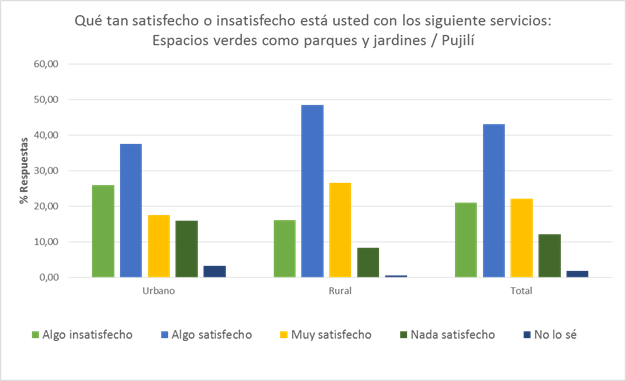 Qué tan satisfecho o insatisfecho está usted con los siguiente servicios:
Espacios verdes como parques y jardines / Pujilí
60,00
50,00
40,00
30,00
20,00
10,00
0,00
% Respuestas
Urbano Rural Total
Algo insatisfecho Algo satisfecho Muy satisfecho Nada satisfecho No lo sé